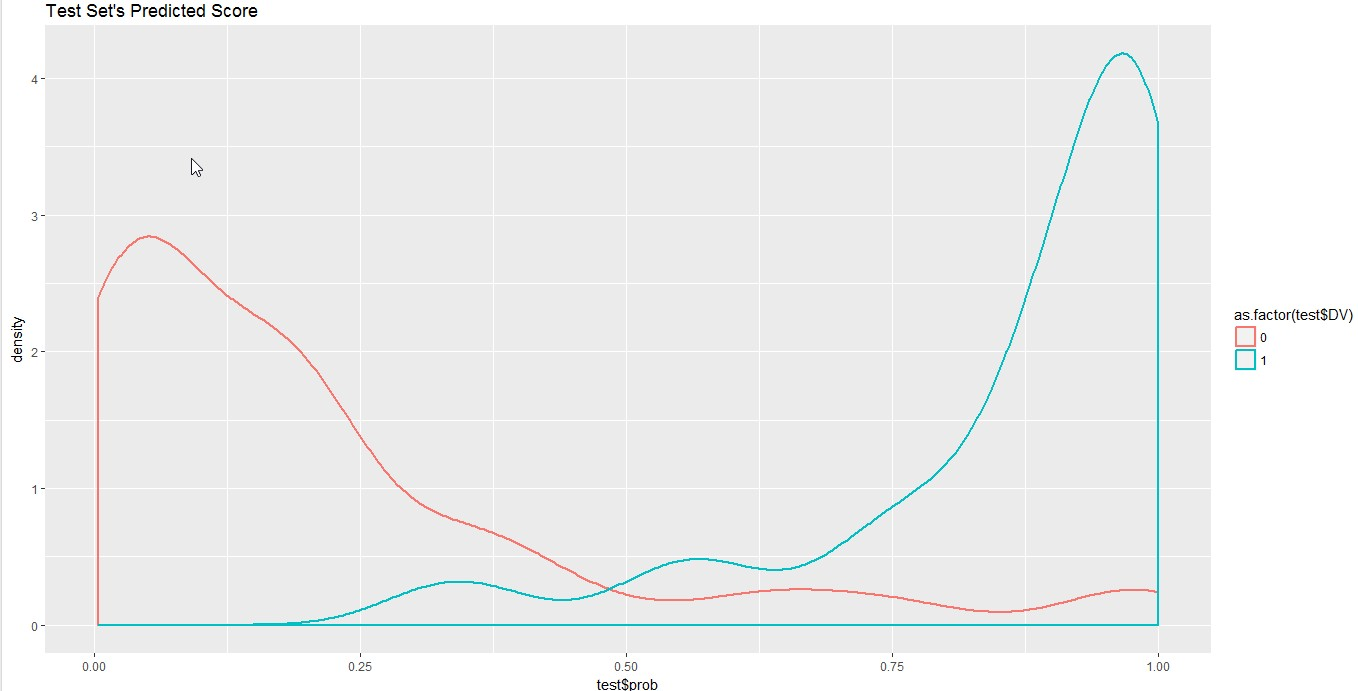 Test Set's Predicted Score
4
3
2
1
0
density
0.00 0.25 0.50 0.75 1.00
test$prob
as.factor(test$DV)
0
1